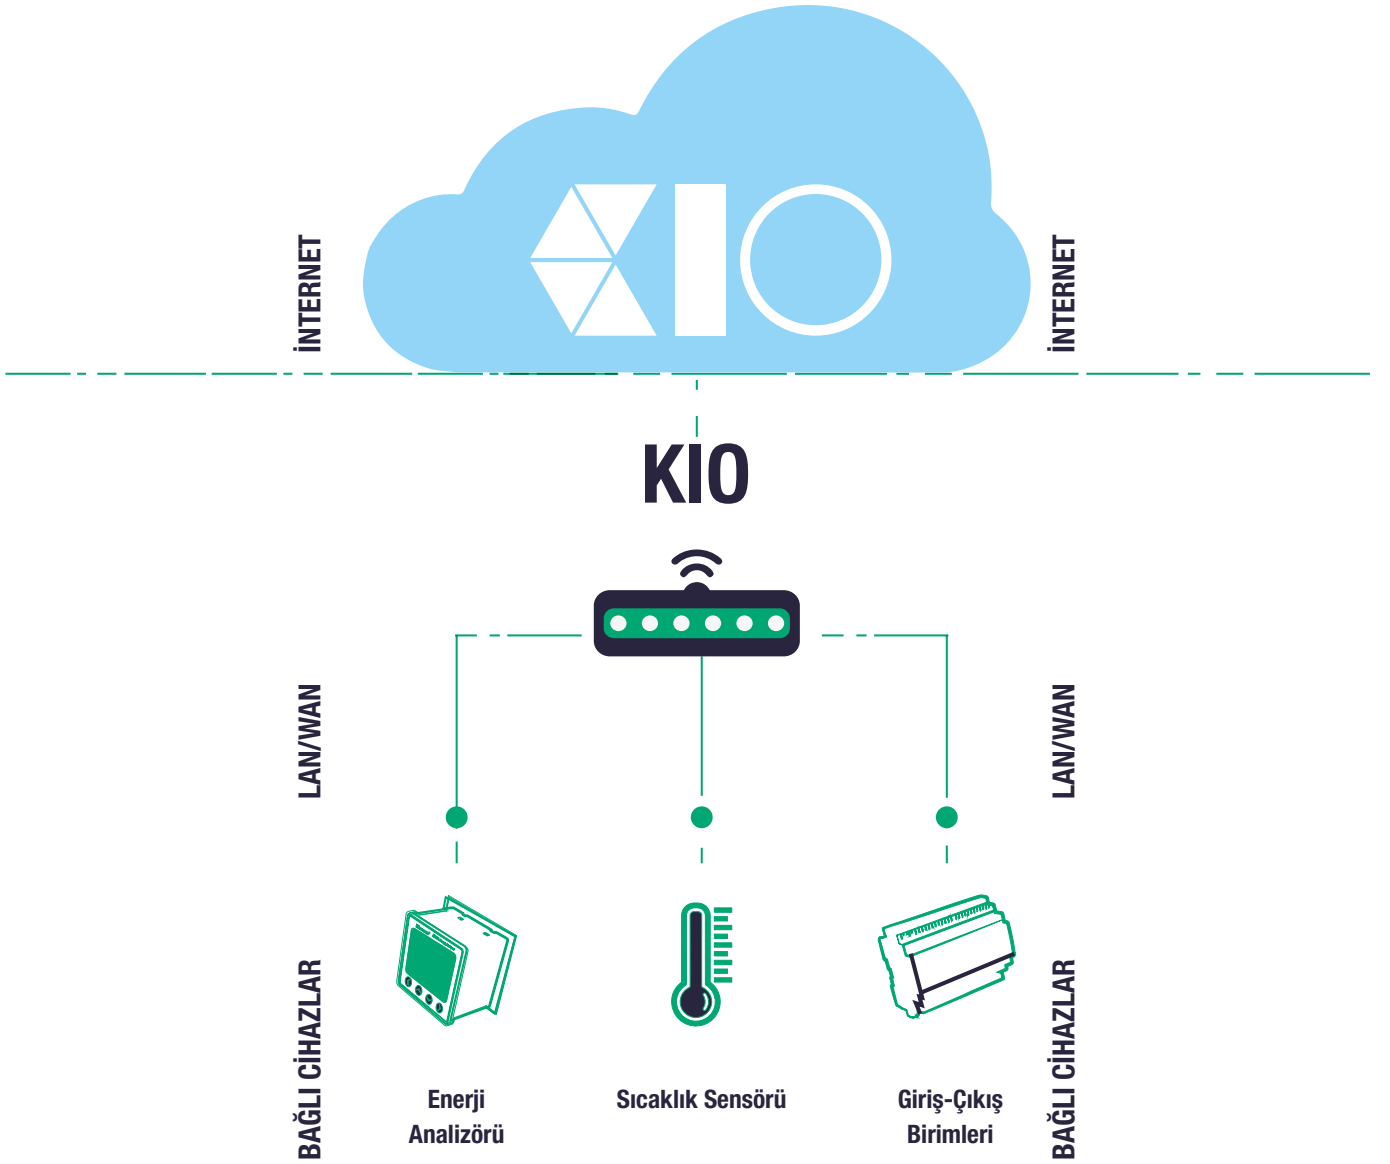 KIO
İNTERNET
İNTERNET
KIO
LAN/WAN
LAN/WAN
BAĞLI CİHAZLAR
BAĞLI CİHAZLAR
Enerji
Analizörü
Sıcaklık Sensörü
Giriş-Çıkış
Birimleri